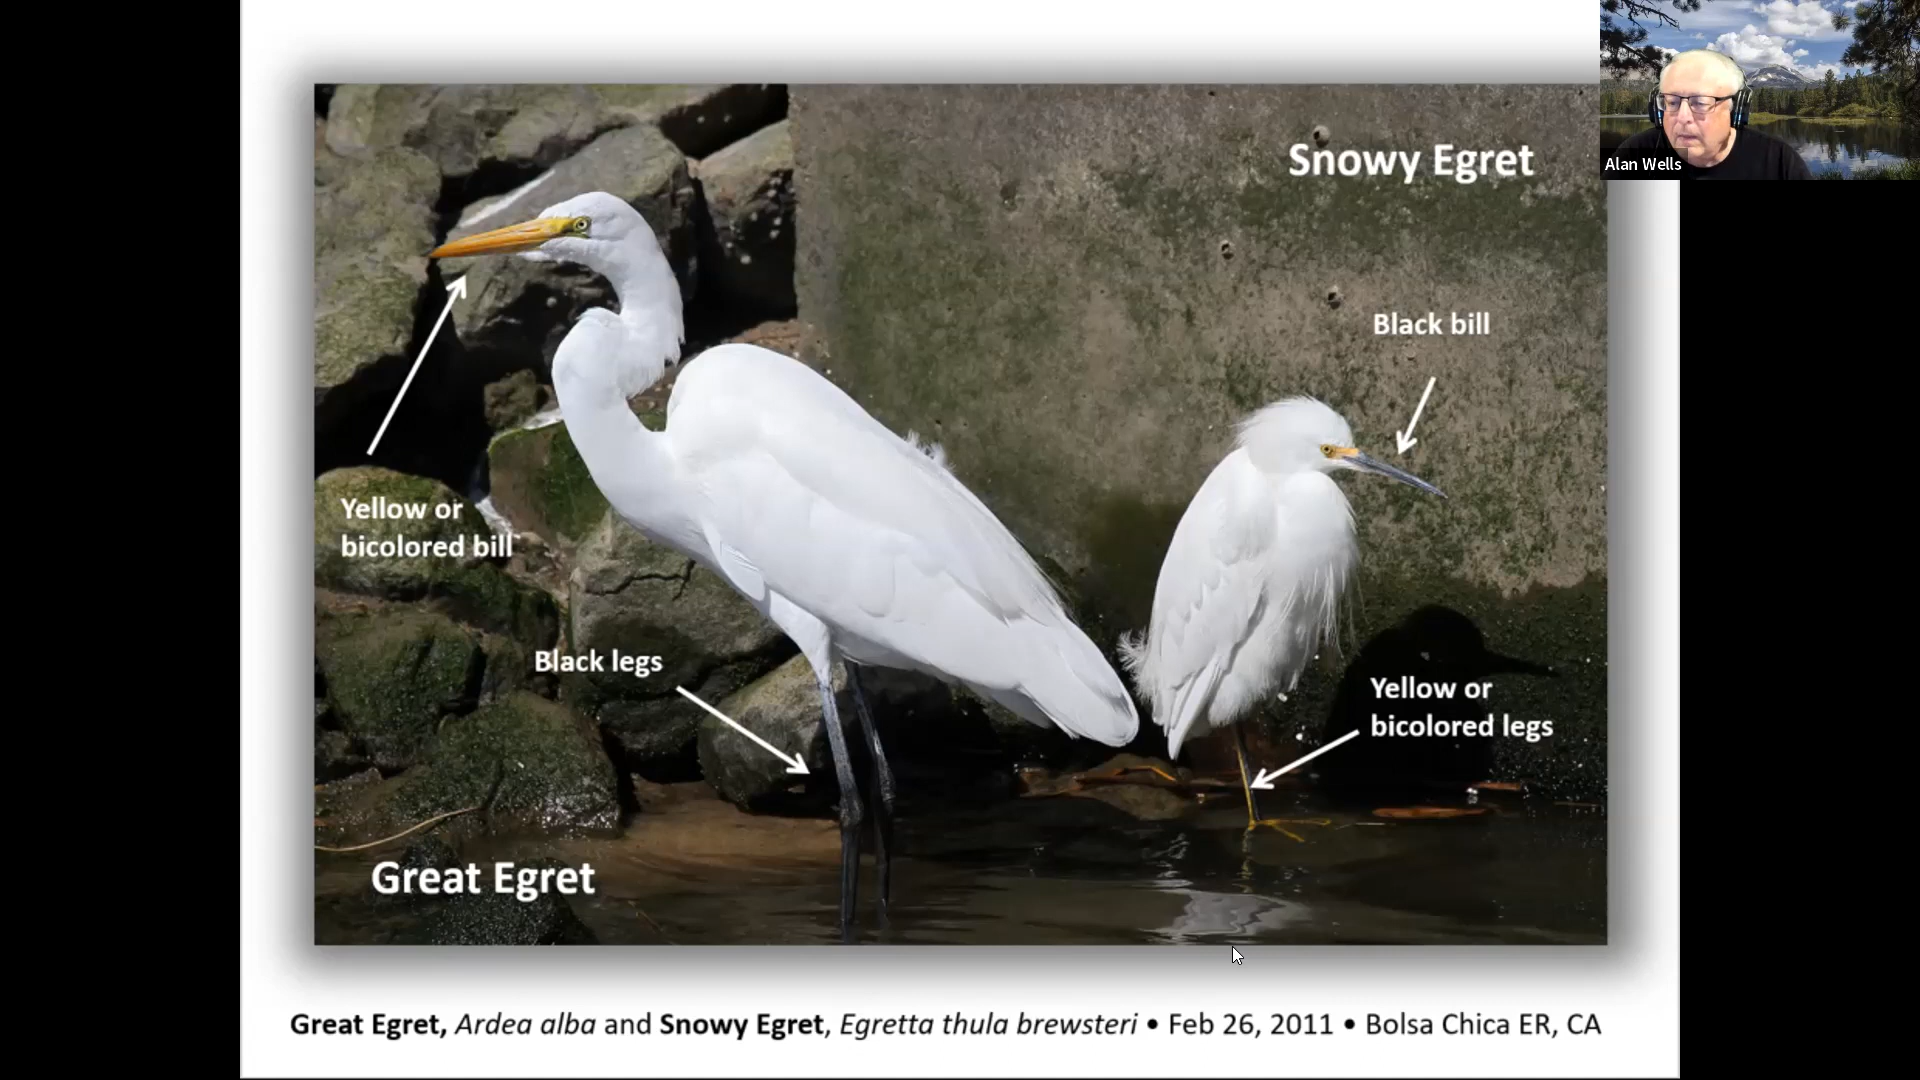 Snowy Egret
Alan Wells
Black bill
Yellow or
bicolored bill
Black legs
Yellow or
bicolored legs
Great Egret
Great Egret, Ardea alba and Snowy Egret, Egretta thula brewsteri • Feb 26, 2011 • Bolsa Chica ER, CA